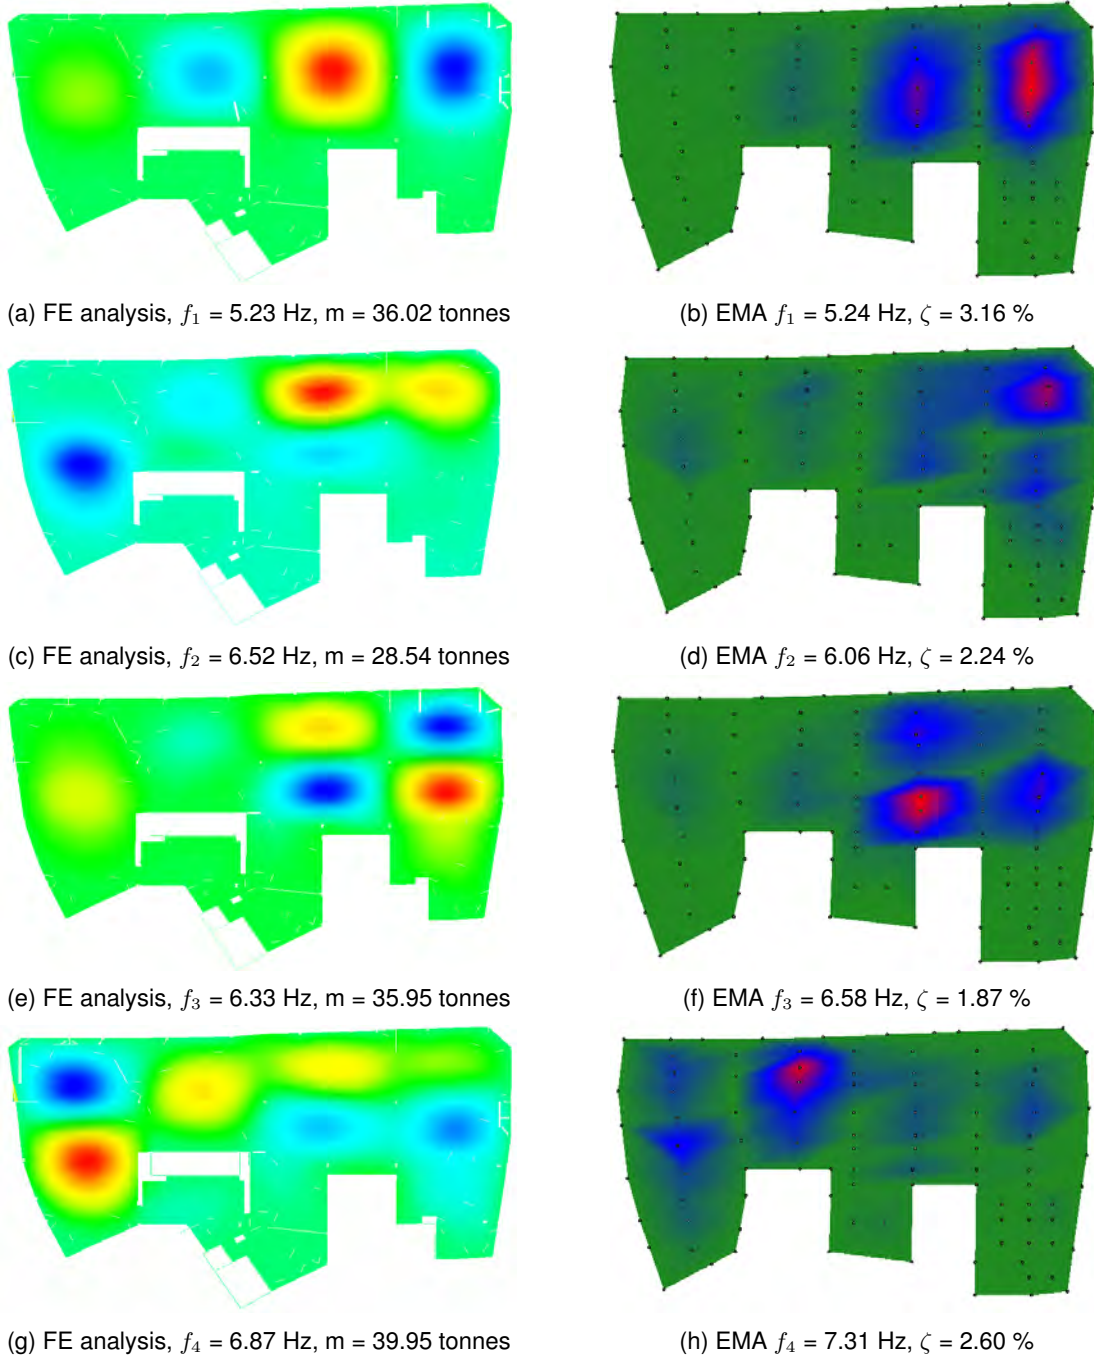 (a) FE analysis, f₁ = 5.23 Hz, m = 36.02 tonnes
(b) EMA f₁ = 5.24 Hz, ζ = 3.16 %
(c) FE analysis, f₂ = 6.52 Hz, m = 28.54 tonnes
(d) EMA f₂ = 6.06 Hz, ζ = 2.24 %
(e) FE analysis, f₃ = 6.33 Hz, m = 35.95 tonnes
(f) EMA f₃ = 6.58 Hz, ζ = 1.87 %
(g) FE analysis, f₄ = 6.87 Hz, m = 39.95 tonnes
(h) EMA f₄ = 7.31 Hz, ζ = 2.60 %